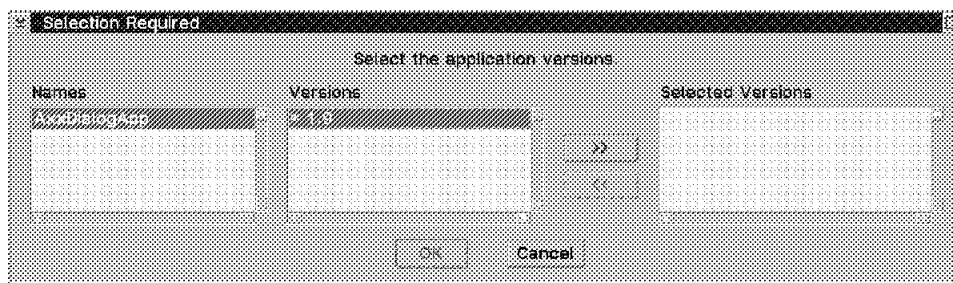 Selection Required
Select the application versions
Names
Versions
Selected Versions
AxxDialogApp
> 1.0
>>
<<
OK
Cancel